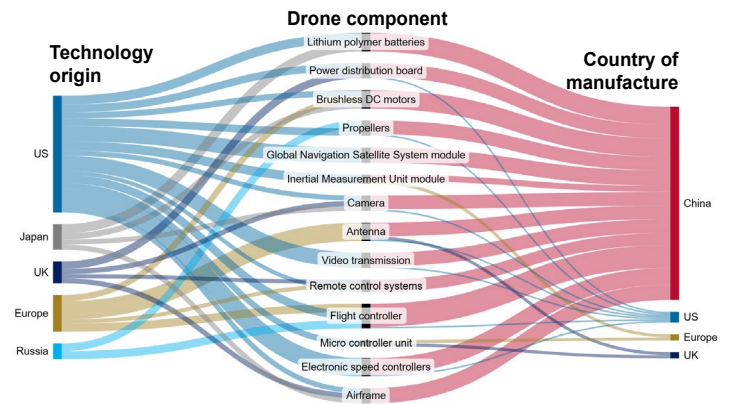 Drone component
Technology
origin
Country of
manufacture
US
Japan
UK
Europe
Russia
Lithium polymer batteries
Power distribution board
Brushless DC motors
Propellers
Global Navigation Satellite System module
Inertial Measurement Unit module
Camera
Antenna
Video transmission
Remote control systems
Flight controller
Micro controller unit
Electronic speed controllers
Airframe
China
US
Europe
UK